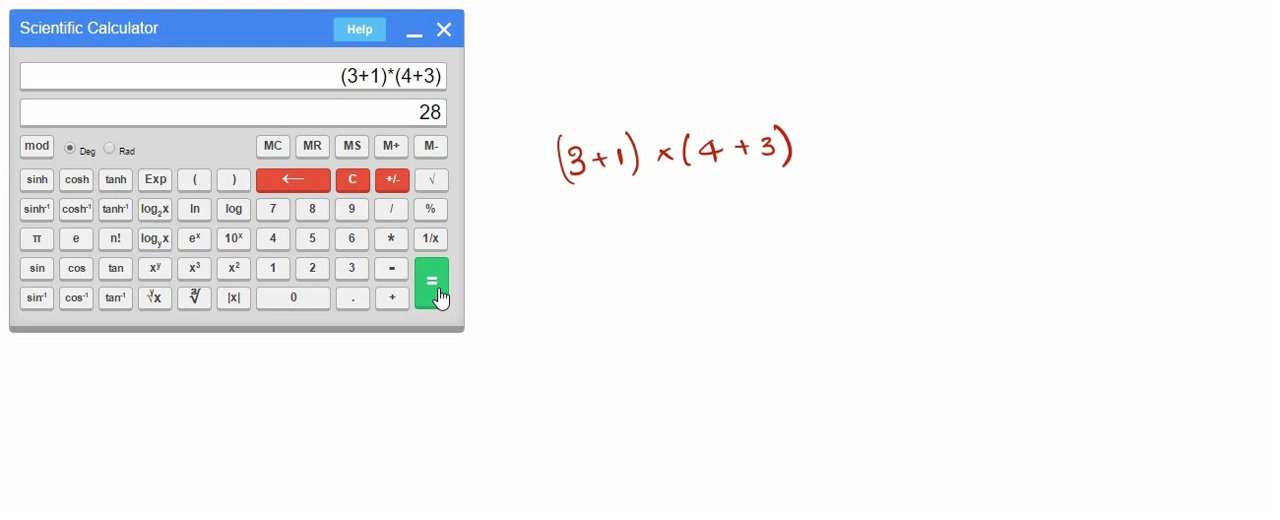 Scientific Calculator Help
(3+1)*(4+3)
28
mod Deg Rad MC MR MS M+ M-
sinh cosh tanh Exp ( ) ← C +/- √
sinh⁻¹ cosh⁻¹ tanh⁻¹ log₂x ln log 7 8 9 / %
π e n! logᵧx eˣ 10ˣ 4 5 6 * 1/x
sin cos tan xʸ x³ x² 1 2 3 - =
sin⁻¹ cos⁻¹ tan⁻¹ ʸ√x ³√ |x| 0 . +
(3+1) × (4+3)